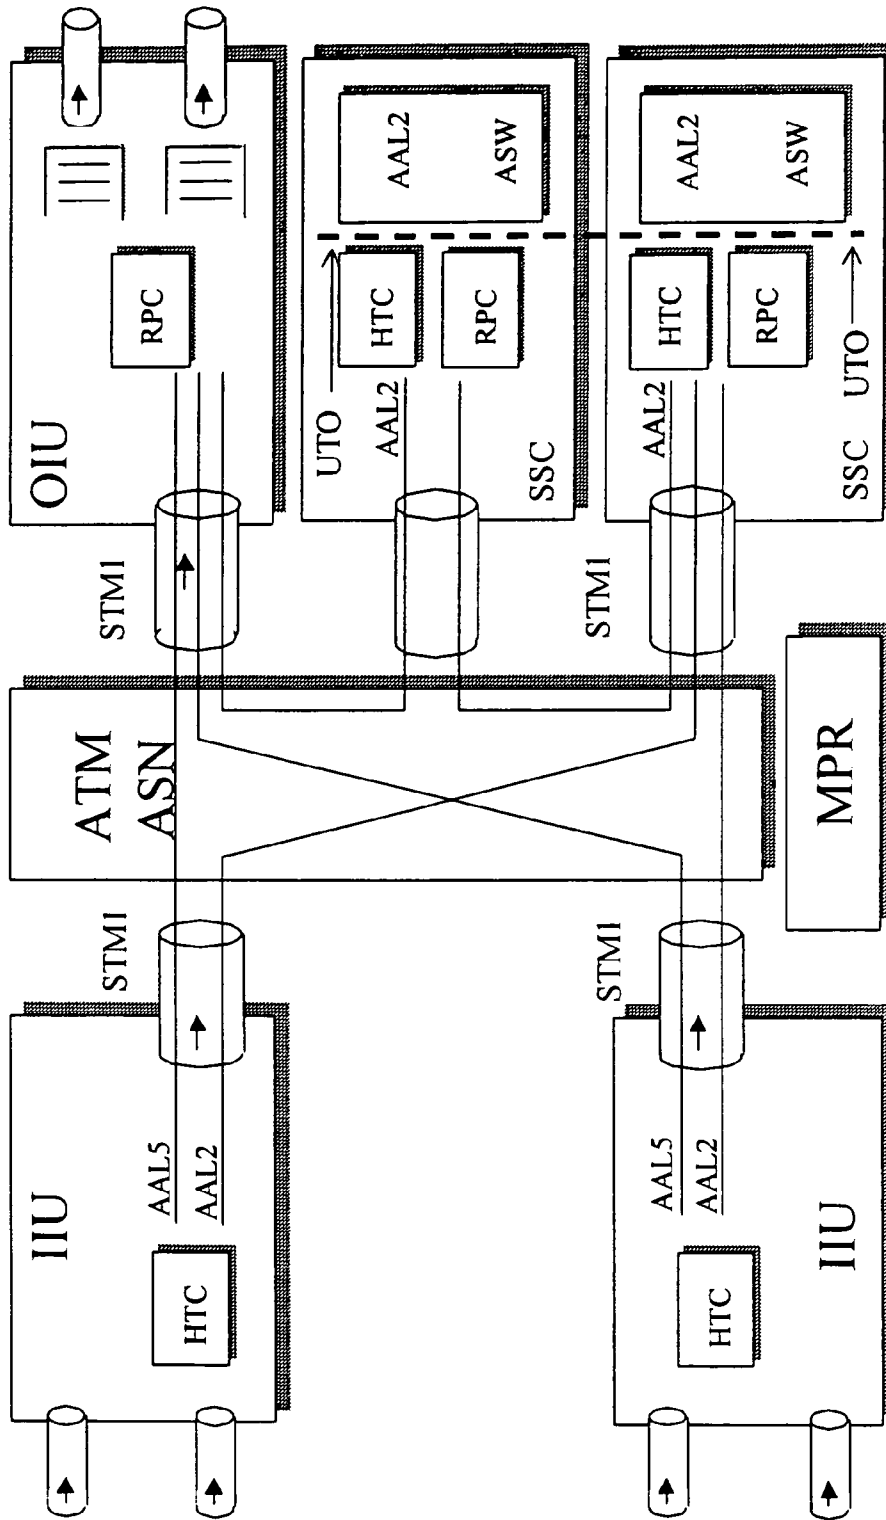 IIU
AAL5
AAL2
HTC
STM1
AAL5
AAL2
HTC
IIU
STM1
ATM
ASN
MPR
STM1
OIU
RPC
UTO
AAL2
HTC
RPC
SSC
AAL2
ASW
STM1
AAL2
HTC
RPC
SSC
UTO
AAL2
ASW